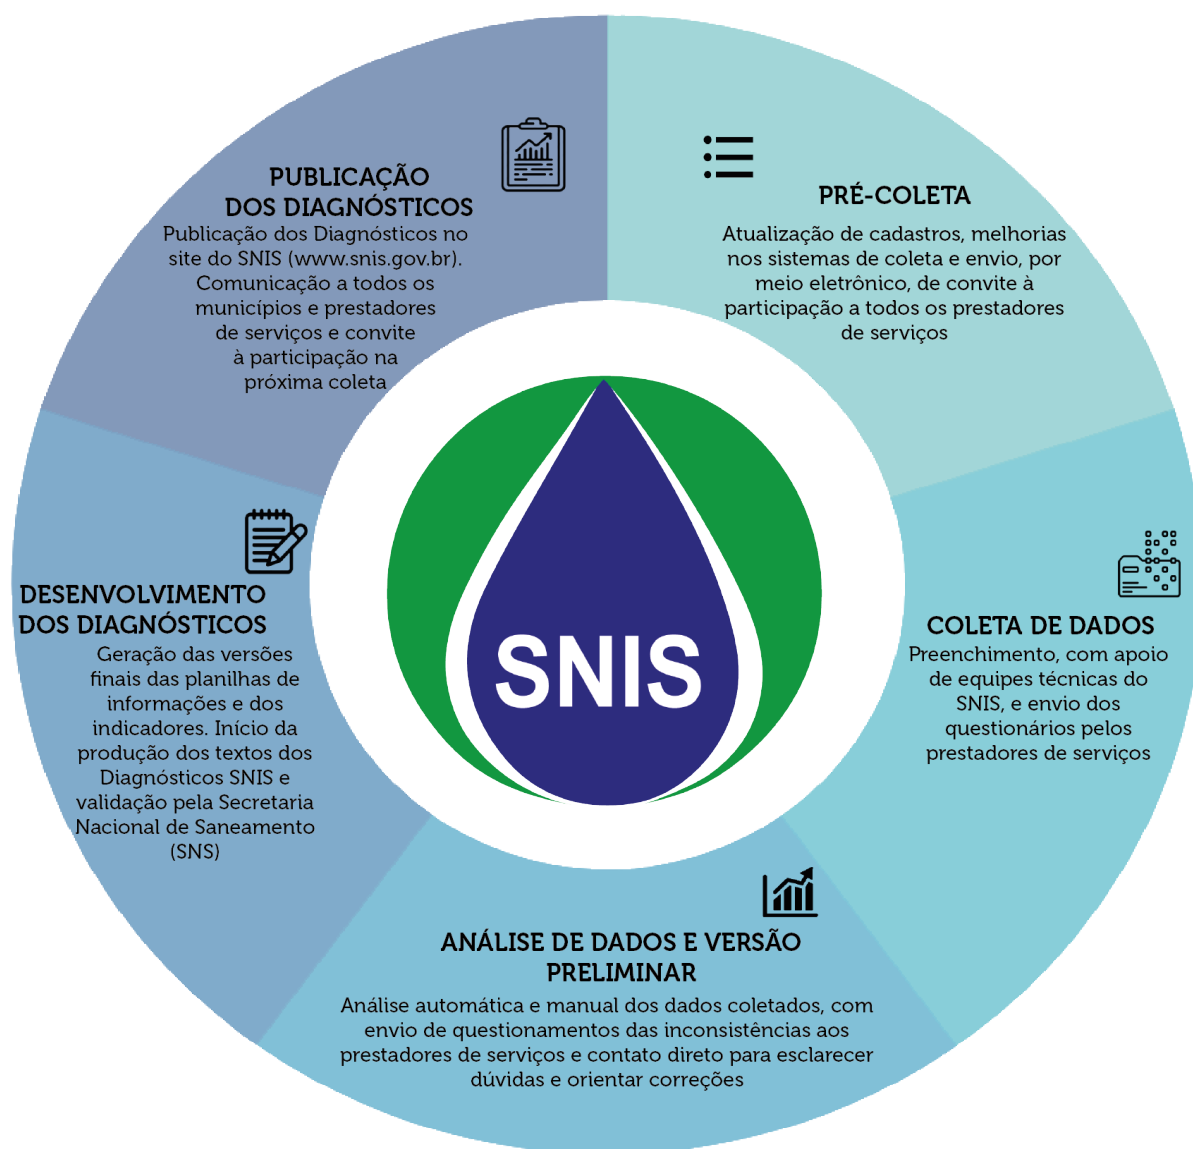 PUBLICAÇÃO
DOS DIAGNÓSTICOS
Publicação dos Diagnósticos no
site do SNIS (www.snis.gov.br).
Comunicação a todos os
municípios e prestadores
de serviços e convite
à participação na
próxima coleta
PRÉ-COLETA
Atualização de cadastros, melhorias
nos sistemas de coleta e envio, por
meio eletrônico, de convite à
participação a todos os prestadores
de serviços
DESENVOLVIMENTO
DOS DIAGNÓSTICOS
Geração das versões
finais das planilhas de
informações e dos
indicadores. Início da
produção dos textos dos
Diagnósticos SNIS e
validação pela Secretaria
Nacional de Saneamento
(SNS)
SNIS
COLETA DE DADOS
Preenchimento, com apoio
de equipes técnicas do
SNIS, e envio dos
questionários pelos
prestadores de serviços
ANÁLISE DE DADOS E VERSÃO
PRELIMINAR
Análise automática e manual dos dados coletados, com
envio de questionamentos das inconsistências aos
prestadores de serviços e contato direto para esclarecer
dúvidas e orientar correções